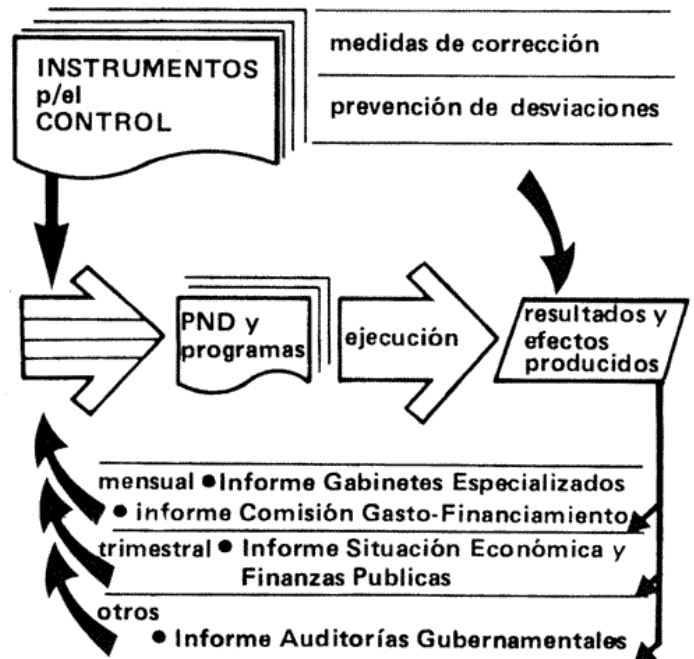 INSTRUMENTOS
p/el
CONTROL
medidas de corrección
prevención de desviaciones
PND y
programas
ejecución
resultados y
efectos
producidos
mensual ● Informe Gabinetes Especializados
● informe Comisión Gasto-Financiamiento
trimestral ● Informe Situación Económica y
Finanzas Publicas
otros
● Informe Auditorías Gubernamentales